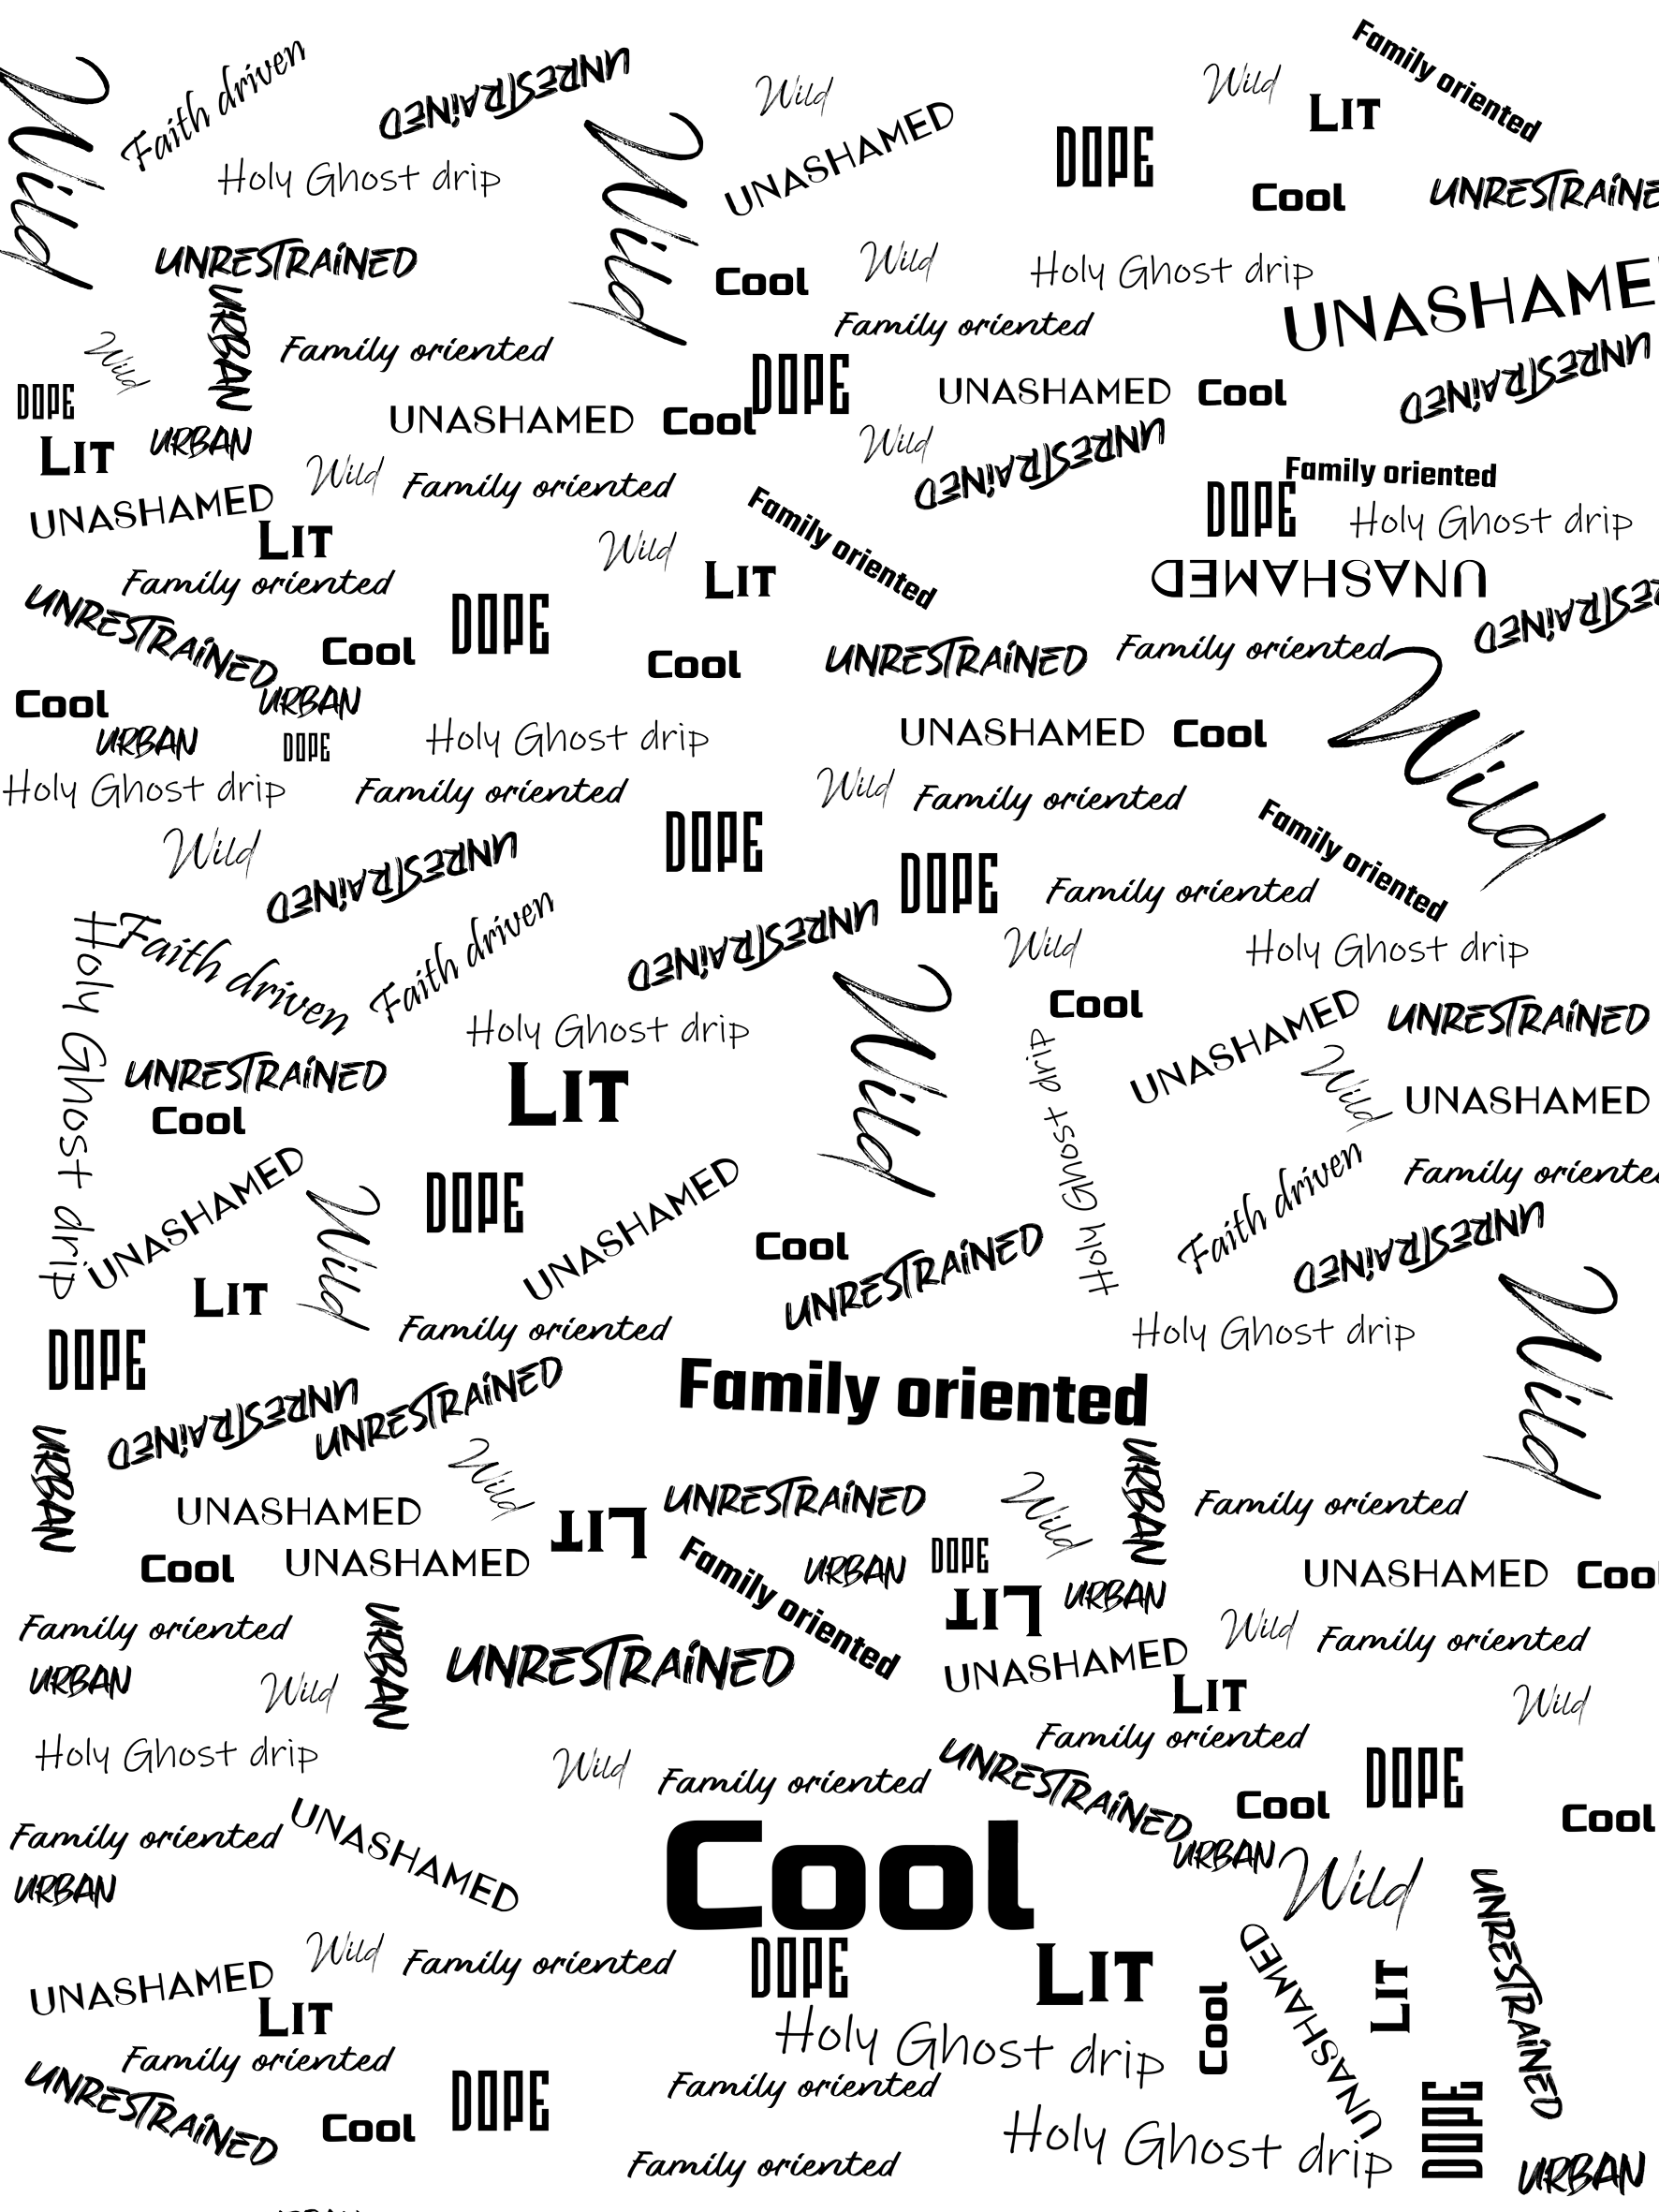 Family oriented
Wild
Faith driven
UNRESTRAiNED
Wild
Wild
LIT
Wild
UNASHAMED
DOPE
Holy Ghost drip
Cool
UNRESTRAiNE
UNRESTRAiNED
Wild
Cool
Holy Ghost drip
UNASHAME
URBAN
Family oriented
Family oriented
Wild
DOPE
UNASHAMED
Cool
UNRESTRAiNED
DOPE
UNASHAMED
Cool
LIT
URBAN
Wild
UNRESTRAiNED
Wild
Family oriented
Family oriented
UNASHAMED
DOPE
Holy Ghost drip
LIT
Wild
Family oriented
LIT
UNASHAMED
Family oriented
UNRESTRAiNED
DOPE
Cool
Cool
UNRESTRAiNED
Family oriented
STRAiNED
Cool
URBAN
URBAN
DOPE
Holy Ghost drip
UNASHAMED
Cool
Wild
Holy Ghost drip
Family oriented
Wild
Family oriented
Wild
UNRESTRAiNED
DOPE
DOPE
Family oriented
Family oriented
Holy Ghost drip
Faith driven
Faith driven
UNRESTRAiNED
Wild
Holy Ghost drip
Holy Ghost drip
Wild
Cool
UNASHAMED
UNRESTRAiNED
UNRESTRAiNED
Cool
LIT
Holy Ghost drip
Wild
UNASHAMED
UNASHAMED
Wild
DOPE
UNASHAMED
Faith driven
Family oriente
LIT
Cool
UNRESTRAiNED
UNRESTRAiNED
Wild
DOPE
Family oriented
Holy Ghost drip
UNRESTRAiNED
UNRESTRAiNED
Family oriented
URBAN
Wild
UNRESTRAiNED
Wild
URBAN
Family oriented
UNASHAMED
LIT
Cool
UNASHAMED
Family oriented
URBAN
DOPE
UNASHAMED
Cool
LIT
URBAN
Family oriented
URBAN
UNRESTRAiNED
UNASHAMED
Wild
Family oriented
URBAN
Wild
LIT
Wild
Holy Ghost drip
Wild
Family oriented
Family oriented
UNRESTRAiNED
Cool
DOPE
Cool
Family oriented
UNASHAMED
Cool
URBAN
Wild
UNRESTRAiNED
URBAN
UNASHAMED
Wild
Family oriented
DOPE
LIT
Cool
UNASHAMED
LIT
LIT
Holy Ghost drip
Family oriented
Family oriented
UNRESTRAiNED
Cool
DOPE
Holy Ghost drip
DOPE
Family oriented
URBAN